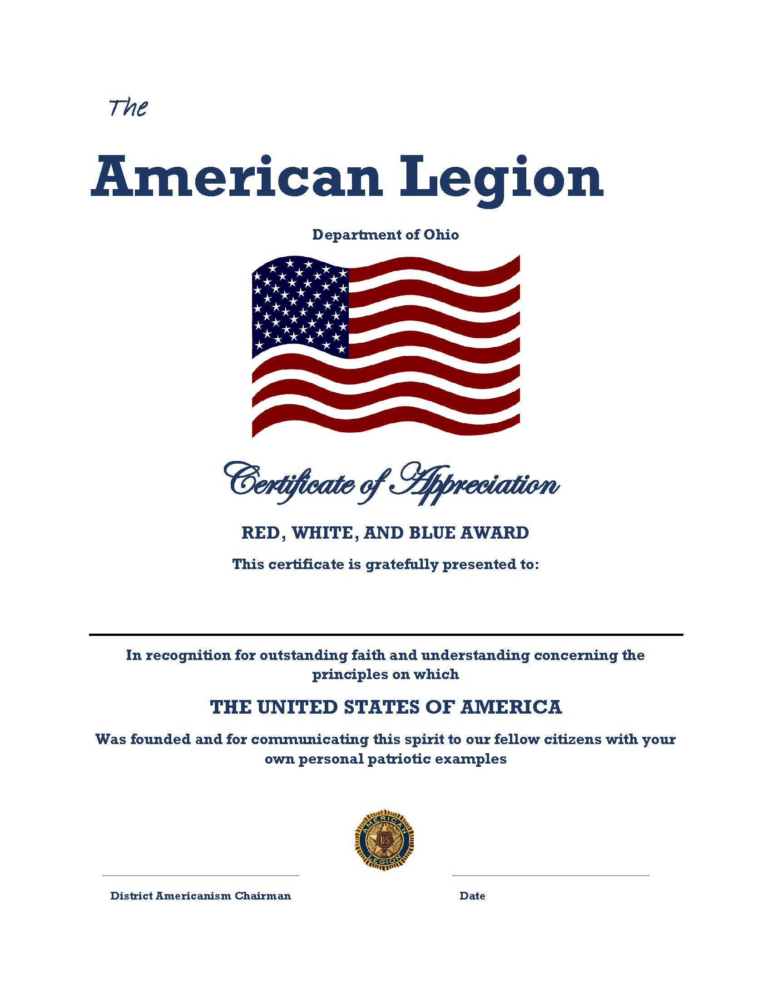 The
American Legion
Department of Ohio
Certificate of Appreciation
RED, WHITE, AND BLUE AWARD
This certificate is gratefully presented to:
In recognition for outstanding faith and understanding concerning the
principles on which
THE UNITED STATES OF AMERICA
Was founded and for communicating this spirit to our fellow citizens with your
own personal patriotic examples
AMERICAN
US
LEGION
District Americanism Chairman
Date